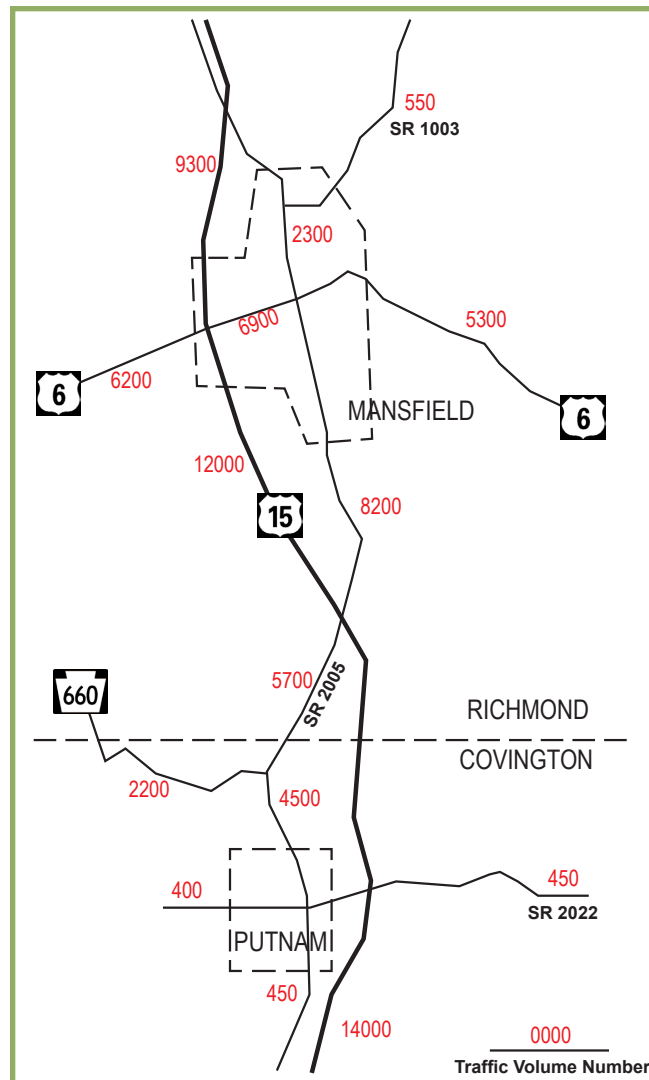 550
SR 1003
9300
2300
6900
5300
6200
6
6
MANSFIELD
12000
15
8200
5700
SR 2005
660
RICHMOND
COVINGTON
2200
4500
400
450
SR 2022
PUTNAM
450
14000
0000
Traffic Volume Number